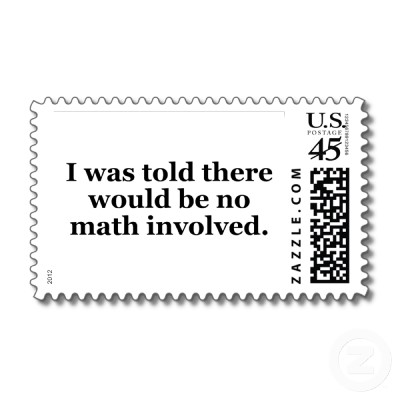 I was told there
would be no
math involved.
U.S.
POSTAGE
45
ZAZZLE.COM
2012
Z